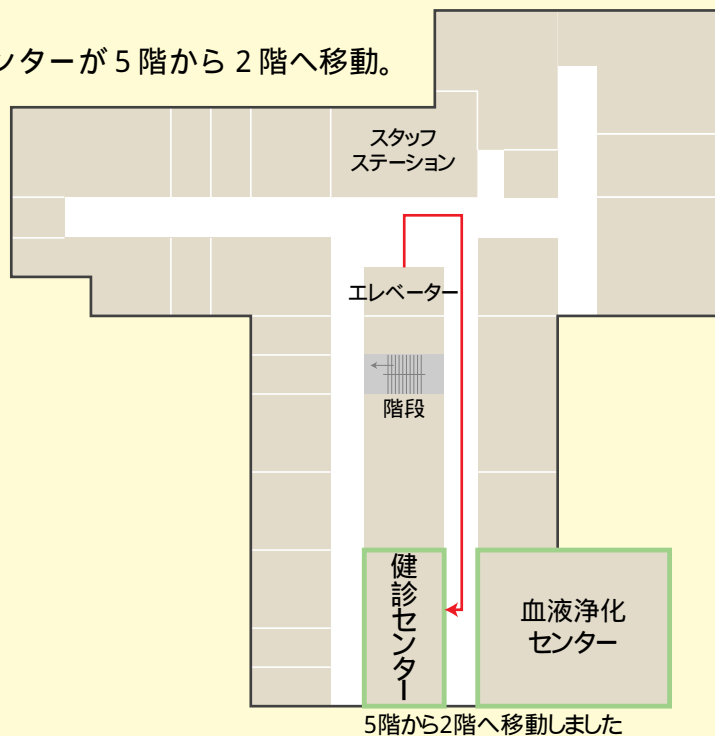 ンターが5階から2階へ移動。
スタッフ
ステーション
エレベーター
階段
健診センター
血液浄化
センター
5階から2階へ移動しました